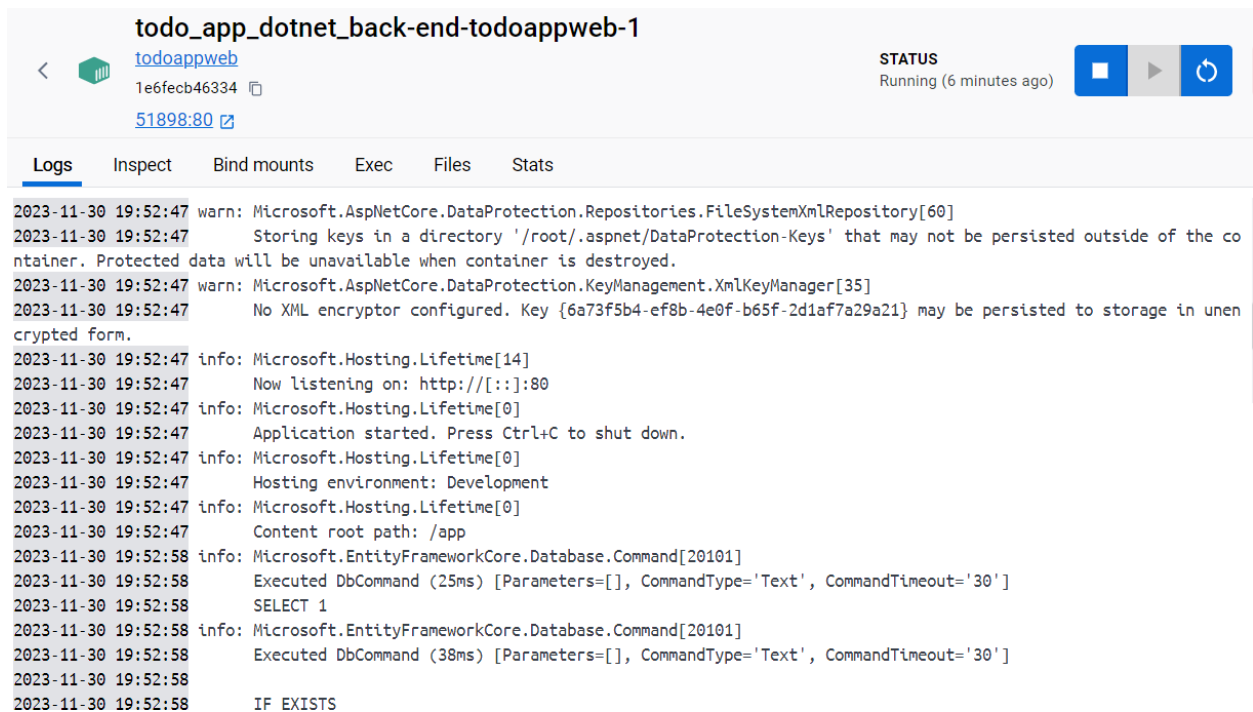 todo_app_dotnet_back-end-todoappweb-1
todoappweb
1e6fecb46334
51898:80
STATUS
Running (6 minutes ago)
Logs Inspect Bind mounts Exec Files Stats
2023-11-30 19:52:47 warn: Microsoft.AspNetCore.DataProtection.Repositories.FileSystemXmlRepository[60]
2023-11-30 19:52:47       Storing keys in a directory '/root/.aspnet/DataProtection-Keys' that may not be persisted outside of the co
ntainer. Protected data will be unavailable when container is destroyed.
2023-11-30 19:52:47 warn: Microsoft.AspNetCore.DataProtection.KeyManagement.XmlKeyManager[35]
2023-11-30 19:52:47       No XML encryptor configured. Key {6a73f5b4-ef8b-4e0f-b65f-2d1af7a29a21} may be persisted to storage in unen
crypted form.
2023-11-30 19:52:47 info: Microsoft.Hosting.Lifetime[14]
2023-11-30 19:52:47       Now listening on: http://[::]:80
2023-11-30 19:52:47 info: Microsoft.Hosting.Lifetime[0]
2023-11-30 19:52:47       Application started. Press Ctrl+C to shut down.
2023-11-30 19:52:47 info: Microsoft.Hosting.Lifetime[0]
2023-11-30 19:52:47       Hosting environment: Development
2023-11-30 19:52:47 info: Microsoft.Hosting.Lifetime[0]
2023-11-30 19:52:47       Content root path: /app
2023-11-30 19:52:58 info: Microsoft.EntityFrameworkCore.Database.Command[20101]
2023-11-30 19:52:58       Executed DbCommand (25ms) [Parameters=[], CommandType='Text', CommandTimeout='30']
2023-11-30 19:52:58       SELECT 1
2023-11-30 19:52:58 info: Microsoft.EntityFrameworkCore.Database.Command[20101]
2023-11-30 19:52:58       Executed DbCommand (38ms) [Parameters=[], CommandType='Text', CommandTimeout='30']
2023-11-30 19:52:58
2023-11-30 19:52:58       IF EXISTS